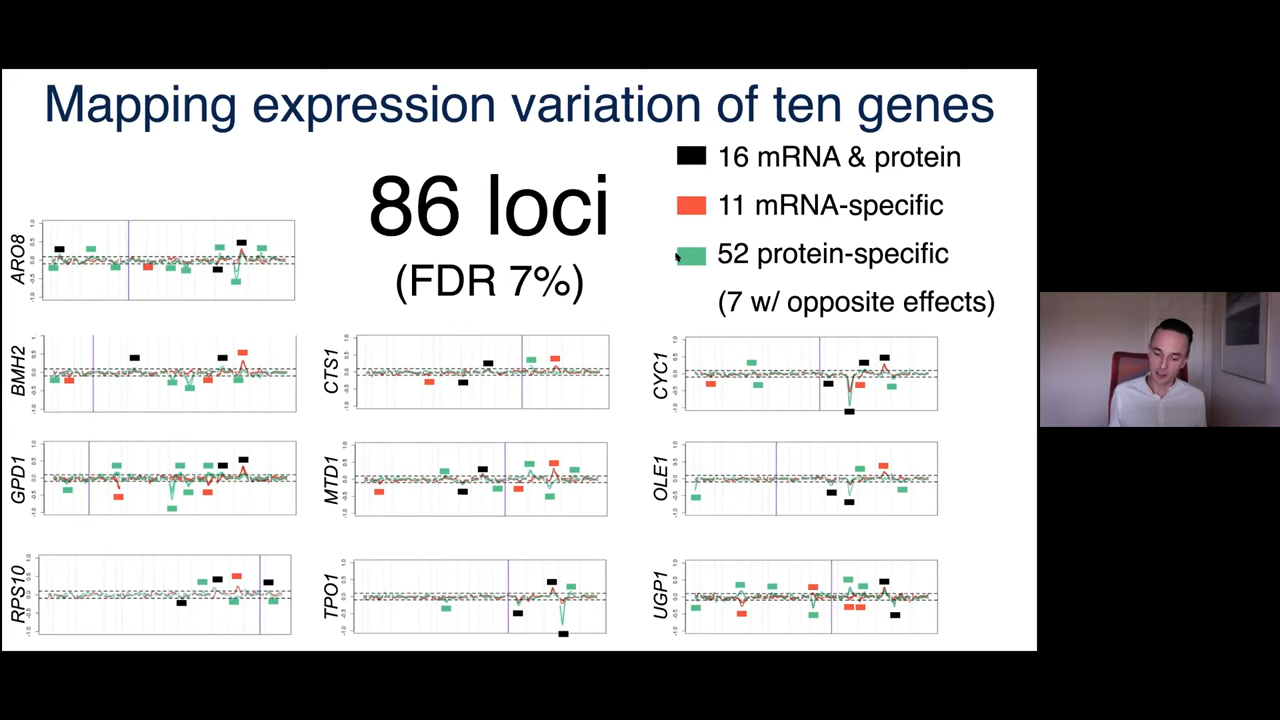 Mapping expression variation of ten genes
86 loci
(FDR 7%)
16 mRNA & protein
11 mRNA-specific
52 protein-specific
(7 w/ opposite effects)
ARO8
BMH2
CTS1
CYC1
GPD1
MTD1
OLE1
RPS10
TPO1
UGP1